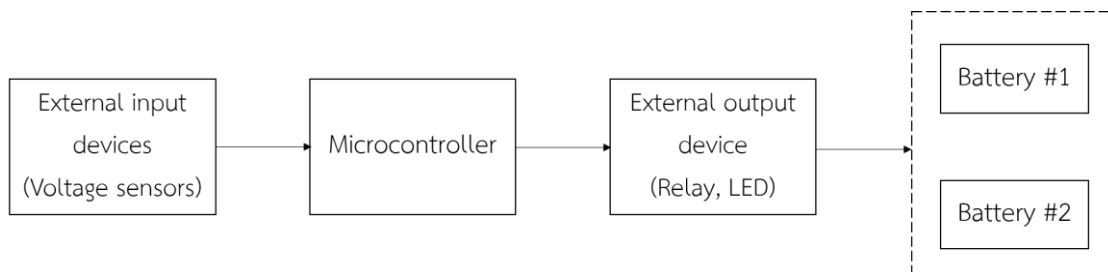 External input
devices
(Voltage sensors)
Microcontroller
External output
device
(Relay, LED)
Battery #1
Battery #2